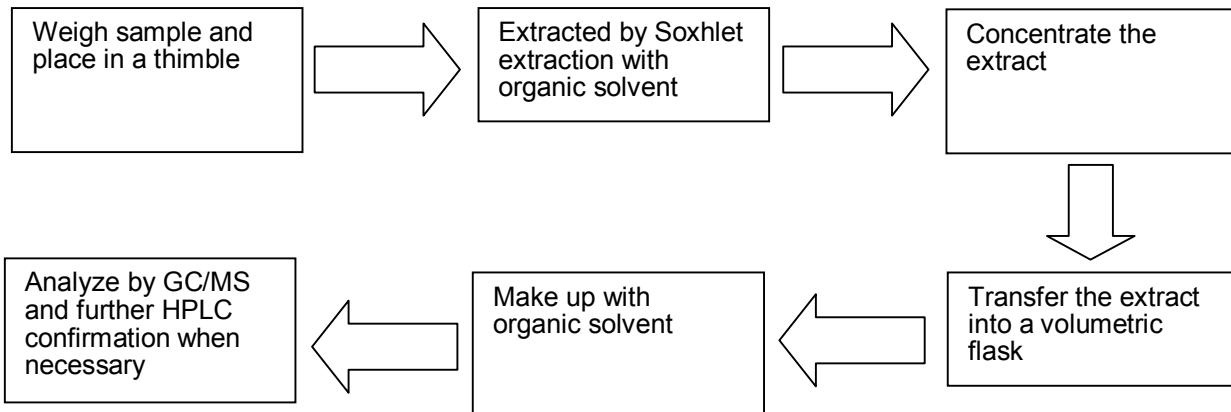 Weigh sample and
place in a thimble
Extracted by Soxhlet
extraction with
organic solvent
Concentrate the
extract
Transfer the extract
into a volumetric
flask
Make up with
organic solvent
Analyze by GC/MS
and further HPLC
confirmation when
necessary